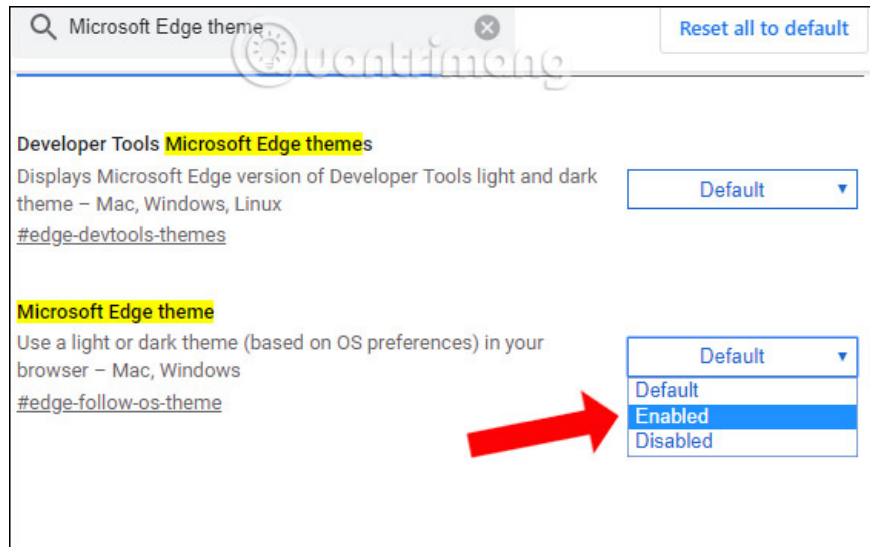 Microsoft Edge theme
Reset all to default
Quantrimang
Developer Tools Microsoft Edge themes
Displays Microsoft Edge version of Developer Tools light and dark
theme – Mac, Windows, Linux
#edge-devtools-themes
Default
Microsoft Edge theme
Use a light or dark theme (based on OS preferences) in your
browser – Mac, Windows
#edge-follow-os-theme
Default
Default
Enabled
Disabled